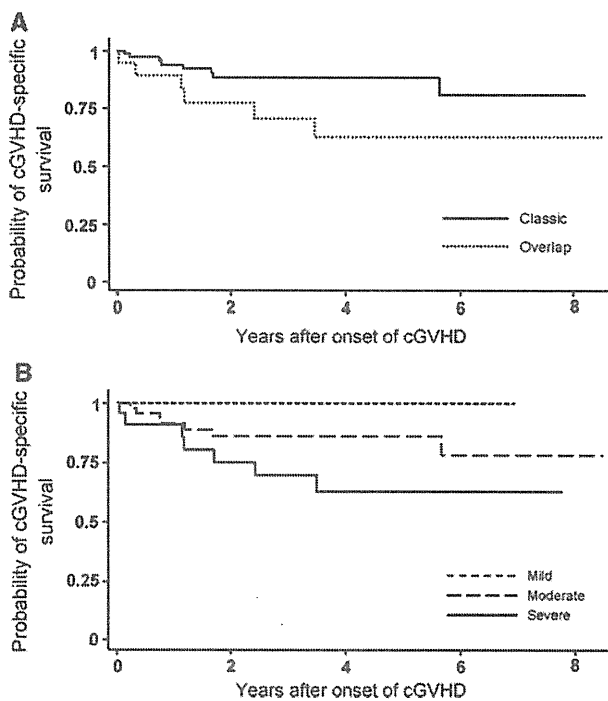 A
Probability of cGVHD-specific
survival
1
0.75
0.5
0.25
0
Classic
Overlap
0 2 4 6 8
Years after onset of cGVHD
B
Probability of cGVHD-specific
survival
1
0.75
0.5
0.25
0
Mild
Moderate
Severe
0 2 4 6 8
Years after onset of cGVHD